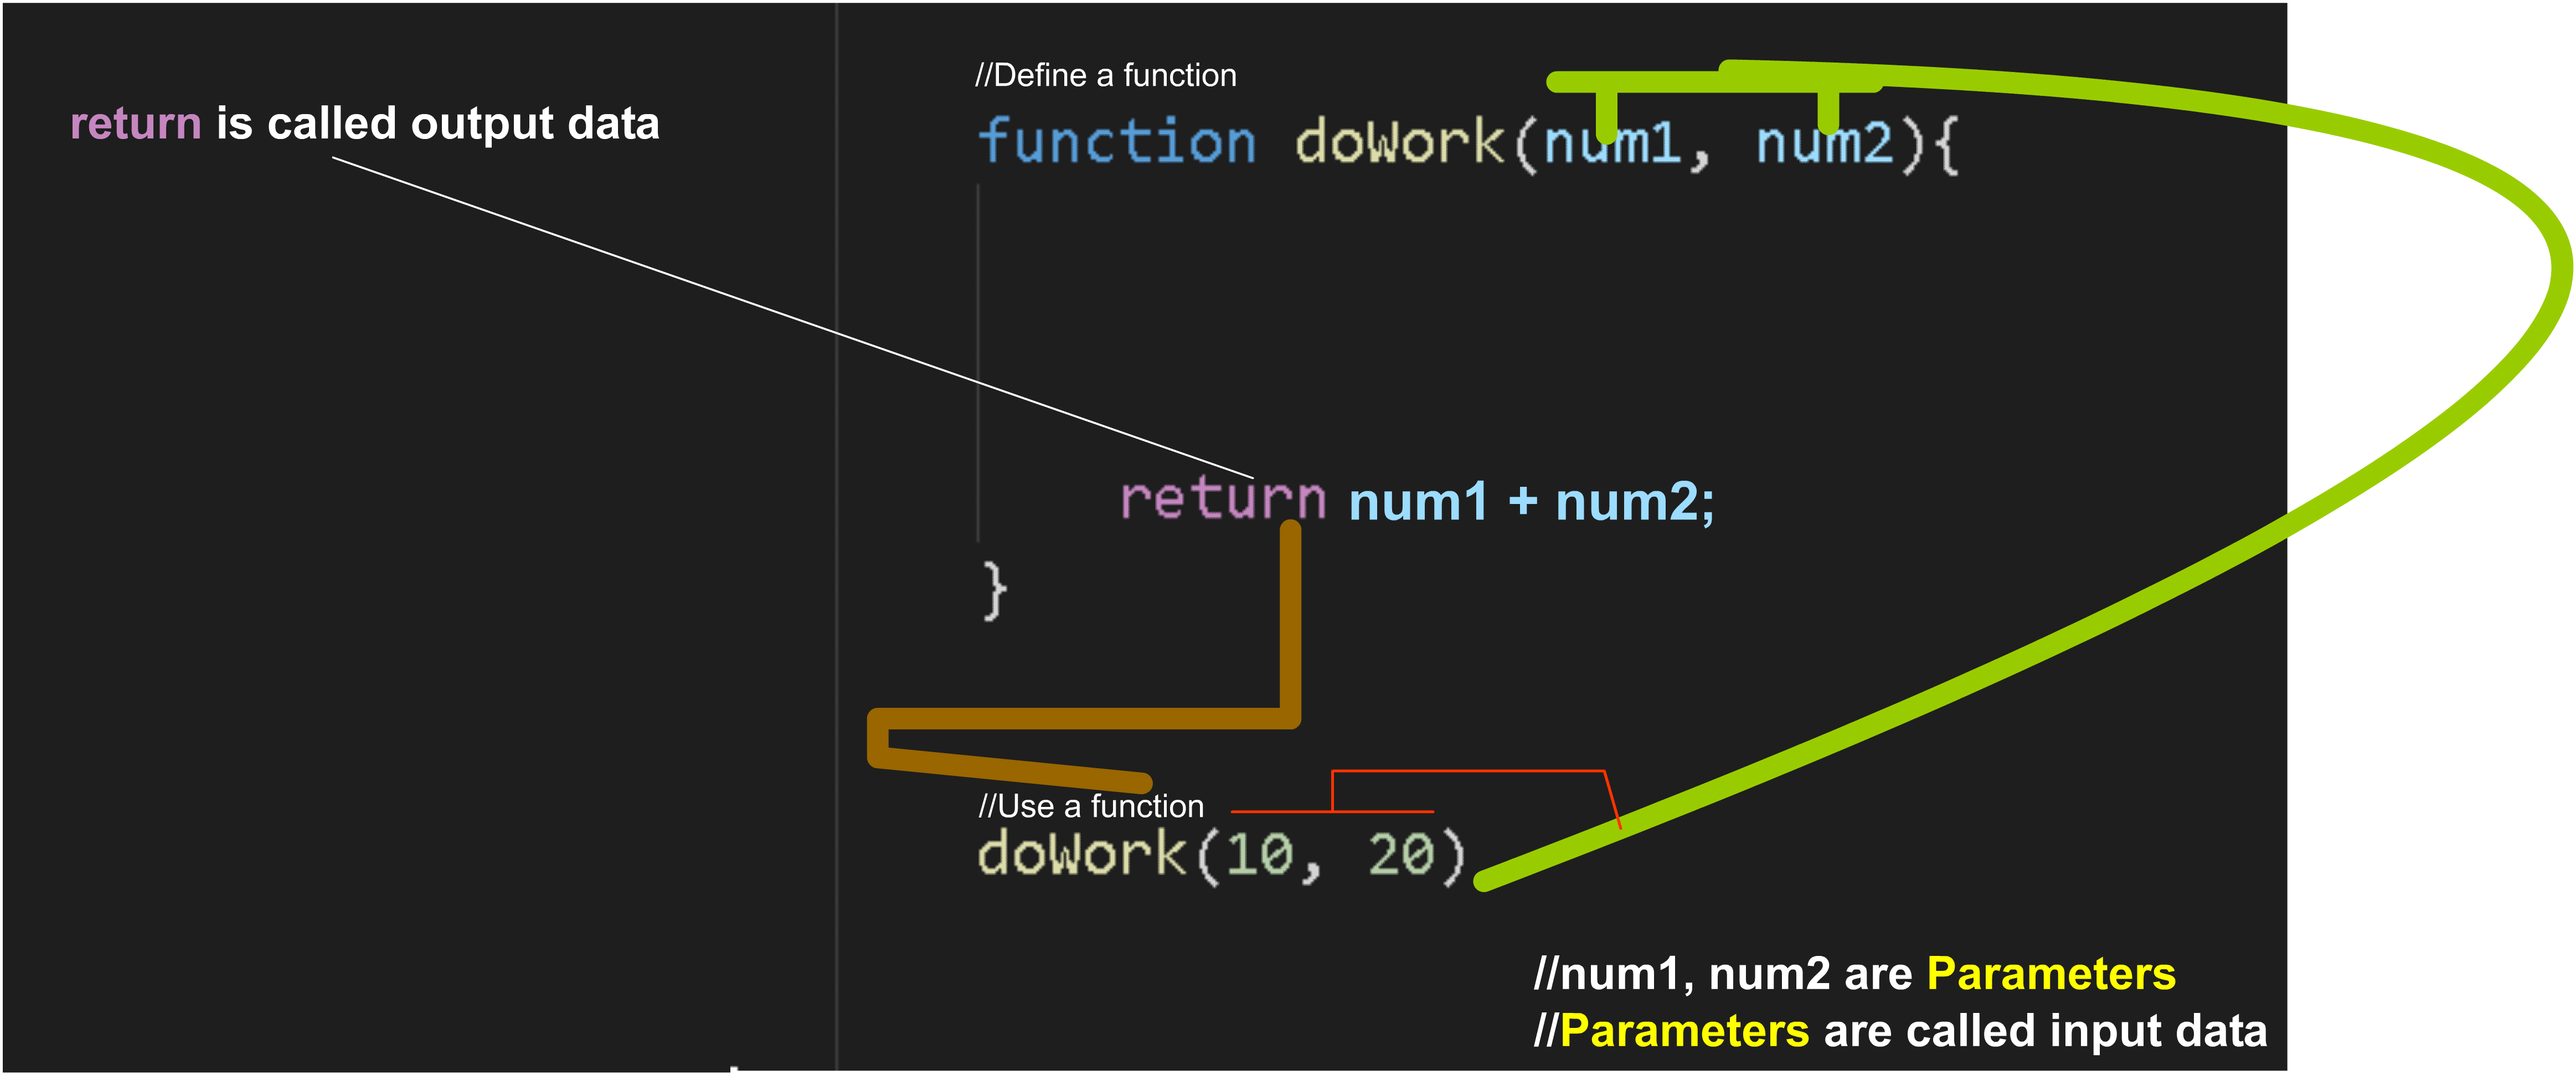 return is called output data
//Define a function
function doWork(num1, num2){
return num1 + num2;
}
//Use a function
doWork(10, 20)
//num1, num2 are Parameters
//Parameters are called input data